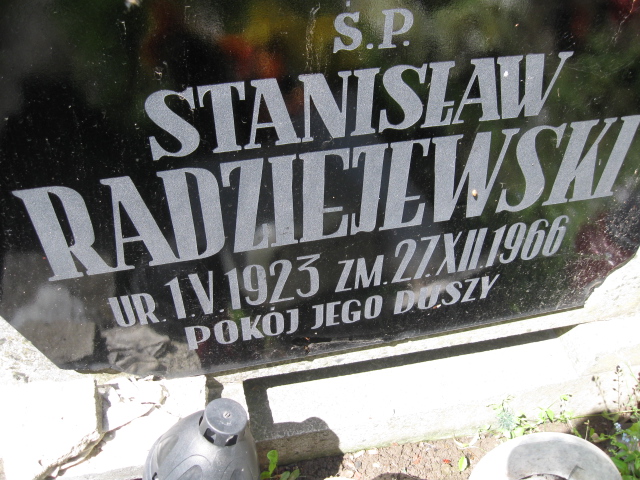 Ś.P.
STANISŁAW
RADZIEJEWSKI
UR. 1.V.1923 ZM. 27.XII.1966
POKÓJ JEGO DUSZY